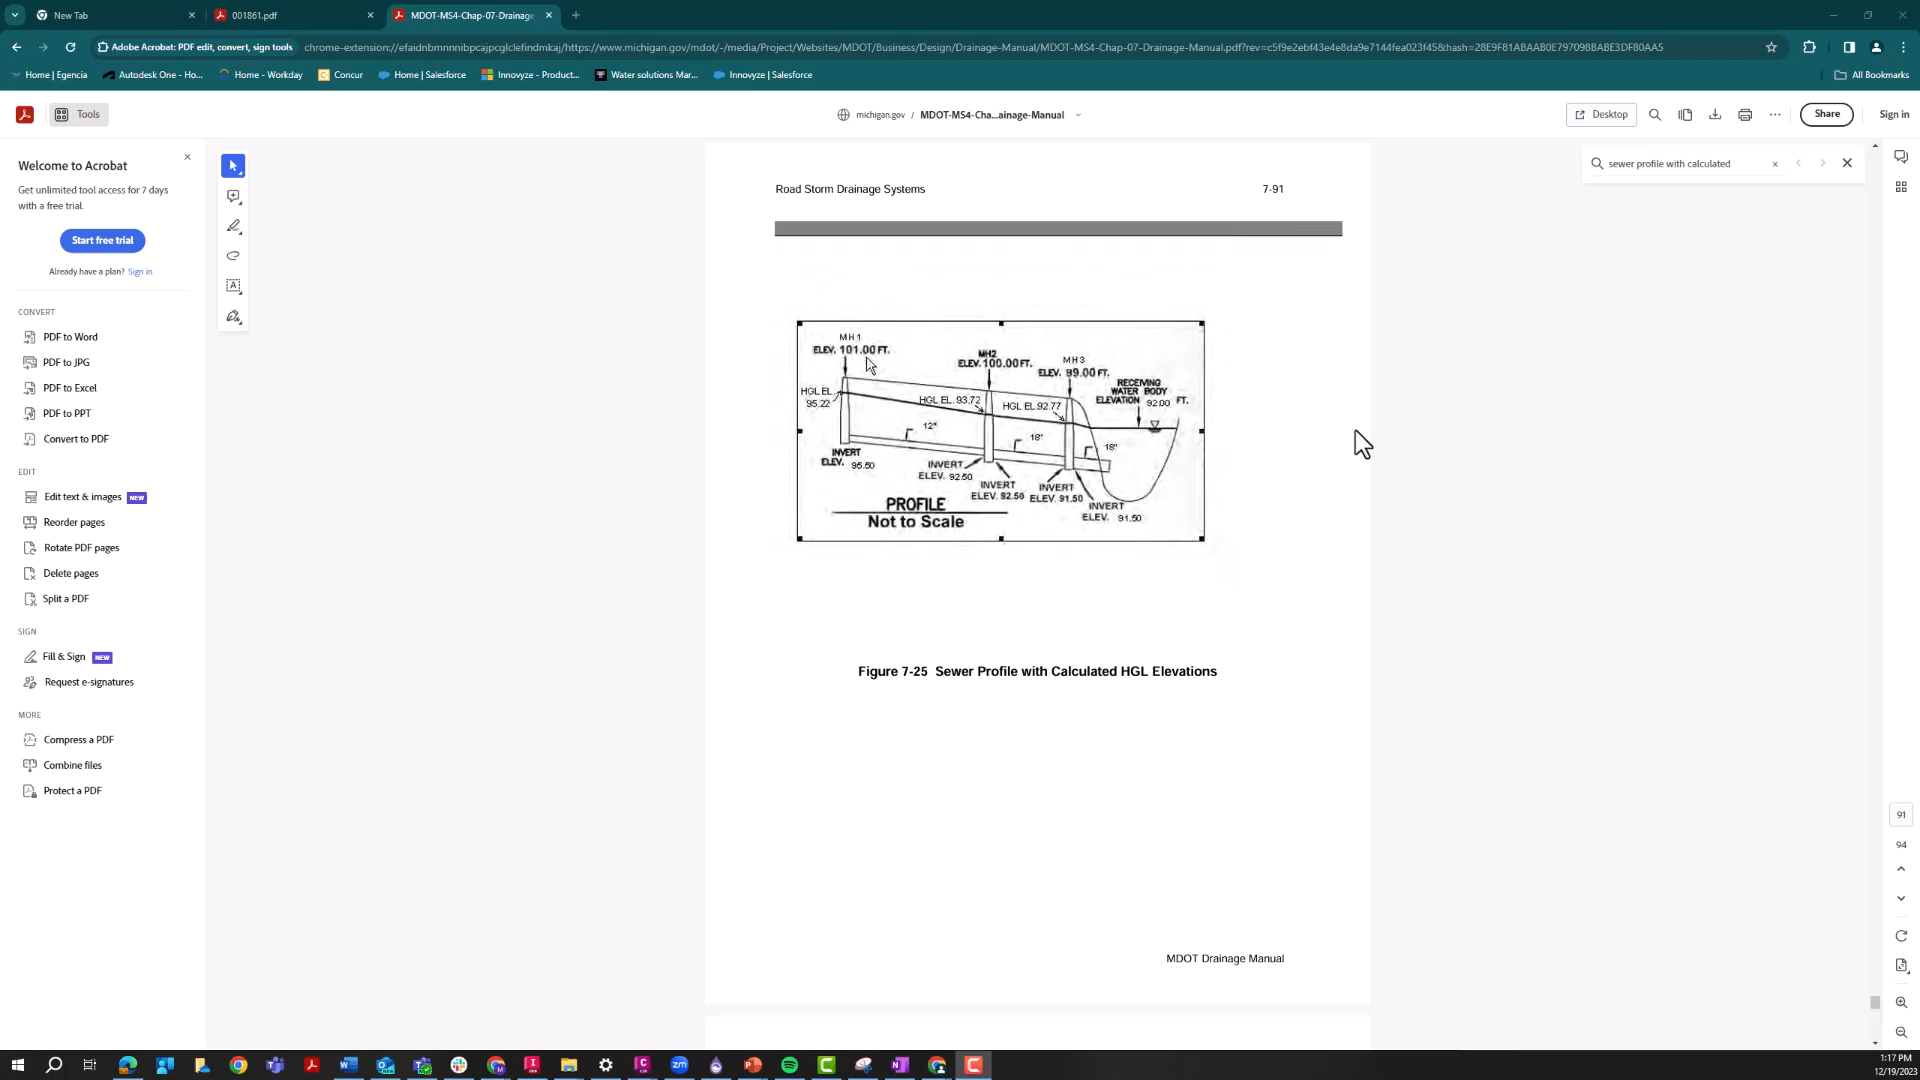 New Tab
001861.pdf
MDOT-MS4-Chap-07-Drainage
Adobe Acrobat: PDF edit, convert, sign tools
chrome-extension://efaidnbmnnnibpcajpcglclefindmkaj/https://www.michigan.gov/mdot/-/media/Project/Websites/MDOT/Business/Design/Drainage-Manual/MDOT-MS4-Chap-07-Drainage-Manual.pdf?rev=c5f9e2ebf43e4e8da9e7144fea023f45&hash=28E9F81ABAAB0E797098BABE3DF80AA5
Home | Egencia
Autodesk One - Ho...
Home - Workday
Concur
Home | Salesforce
Innovyze - Product...
Water solutions Mar...
Innovyze | Salesforce
All Bookmarks
Tools
michigan.gov / MDOT-MS4-Cha...ainage-Manual
Desktop
Share
Sign in
sewer profile with calculated
Welcome to Acrobat
Get unlimited tool access for 7 days
with a free trial.
Start free trial
Already have a plan? Sign in
CONVERT
PDF to Word
PDF to JPG
PDF to Excel
PDF to PPT
Convert to PDF
EDIT
Edit text & images NEW
Reorder pages
Rotate PDF pages
Delete pages
Split a PDF
SIGN
Fill & Sign NEW
Request e-signatures
MORE
Compress a PDF
Combine files
Protect a PDF
Road Storm Drainage Systems 7-91
MH1
ELEV. 101.00 FT.
MH2
ELEV. 100.00 FT.
MH3
ELEV. 99.00 FT.
RECEIVING
WATER BODY
ELEVATION 92.00 FT.
HGL EL.
95.22
HGL EL. 93.72
HGL EL.92.77
12"
18"
18"
INVERT
ELEV. 95.50
INVERT
ELEV. 92.50
INVERT
ELEV. 92.50
INVERT
ELEV. 91.50
INVERT
ELEV. 91.50
PROFILE
Not to Scale
Figure 7-25 Sewer Profile with Calculated HGL Elevations
MDOT Drainage Manual
91
94
1:17 PM
12/19/2023